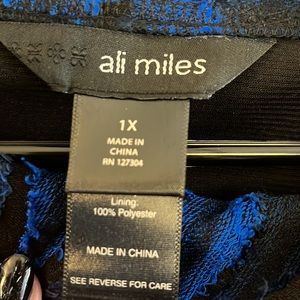 ali miles
1X
MADE IN
CHINA
RN 127304
Lining:
100% Polyester
MADE IN CHINA
SEE REVERSE FOR CARE